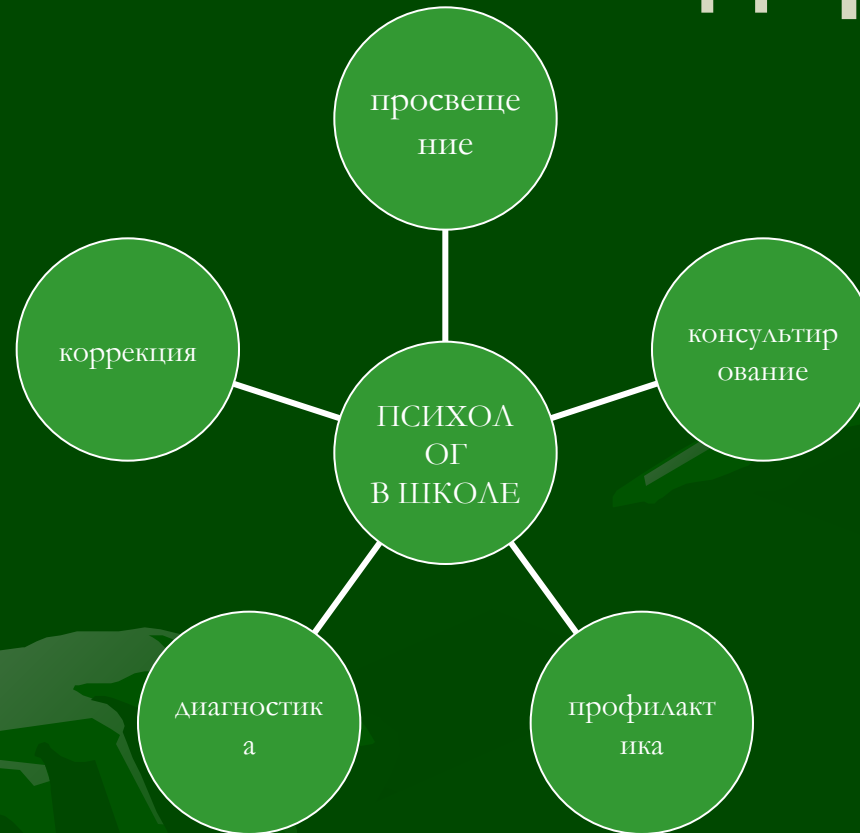 просвеще
ние
коррекция
консультир
ование
ПСИХОЛ
ОГ
В ШКОЛЕ
диагностик
а
профилакт
ика